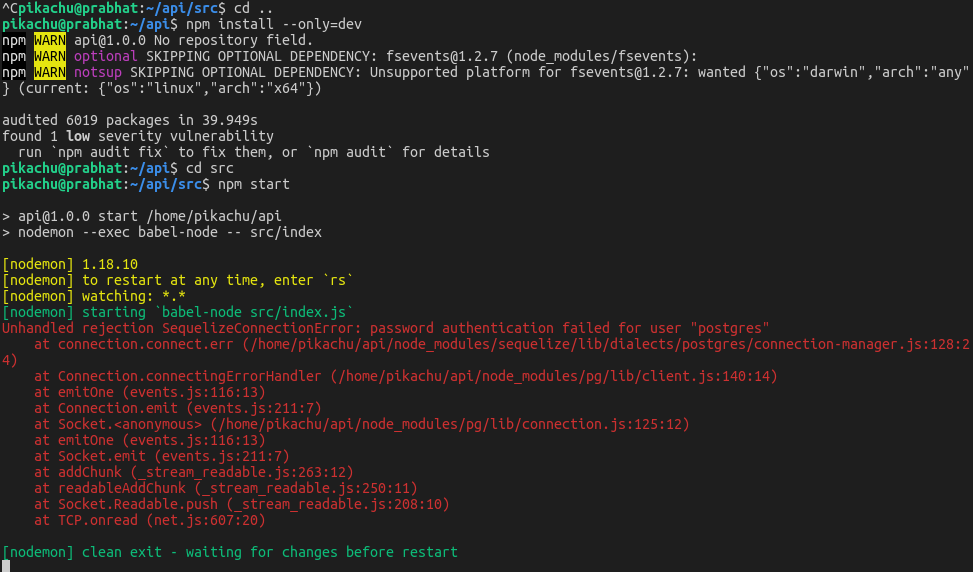 ^Cpikachu@prabhat:~/api/src$ cd ..
pikachu@prabhat:~/api$ npm install --only=dev
npm WARN api@1.0.0 No repository field.
npm WARN optional SKIPPING OPTIONAL DEPENDENCY: fsevents@1.2.7 (node_modules/fsevents):
npm WARN notsup SKIPPING OPTIONAL DEPENDENCY: Unsupported platform for fsevents@1.2.7: wanted {"os":"darwin","arch":"any"
} (current: {"os":"linux","arch":"x64"})

audited 6019 packages in 39.949s
found 1 low severity vulnerability
  run `npm audit fix` to fix them, or `npm audit` for details
pikachu@prabhat:~/api$ cd src
pikachu@prabhat:~/api/src$ npm start

> api@1.0.0 start /home/pikachu/api
> nodemon --exec babel-node -- src/index

[nodemon] 1.18.10
[nodemon] to restart at any time, enter `rs`
[nodemon] watching: *.*
[nodemon] starting `babel-node src/index.js`
Unhandled rejection SequelizeConnectionError: password authentication failed for user "postgres"
    at connection.connect.err (/home/pikachu/api/node_modules/sequelize/lib/dialects/postgres/connection-manager.js:128:2
4)
    at Connection.connectingErrorHandler (/home/pikachu/api/node_modules/pg/lib/client.js:140:14)
    at emitOne (events.js:116:13)
    at Connection.emit (events.js:211:7)
    at Socket.<anonymous> (/home/pikachu/api/node_modules/pg/lib/connection.js:125:12)
    at emitOne (events.js:116:13)
    at Socket.emit (events.js:211:7)
    at addChunk (_stream_readable.js:263:12)
    at readableAddChunk (_stream_readable.js:250:11)
    at Socket.Readable.push (_stream_readable.js:208:10)
    at TCP.onread (net.js:607:20)

[nodemon] clean exit - waiting for changes before restart